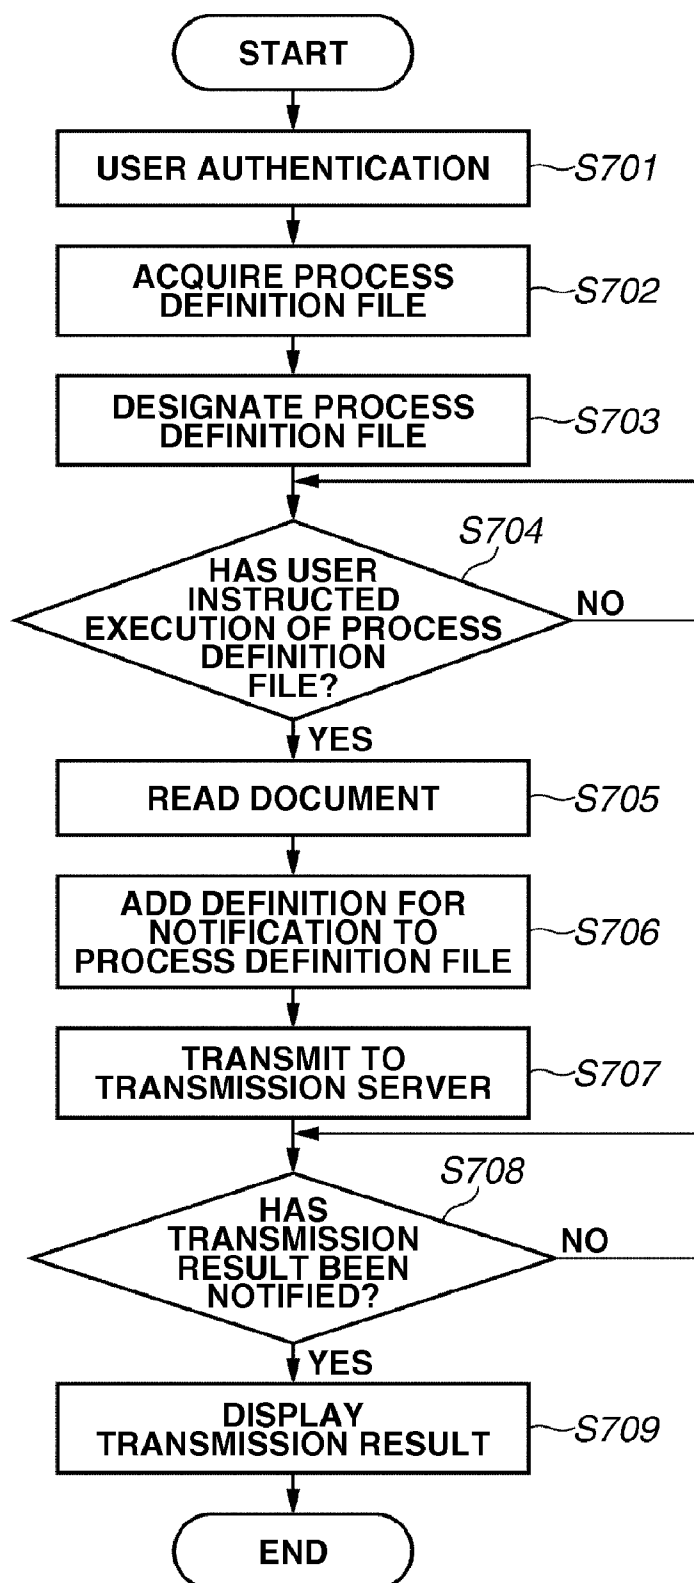 START
USER AUTHENTICATION
S701
ACQUIRE PROCESS
DEFINITION FILE
S702
DESIGNATE PROCESS
DEFINITION FILE
S703
S704
HAS USER
INSTRUCTED
EXECUTION OF PROCESS
DEFINITION
FILE?
NO
YES
READ DOCUMENT
S705
ADD DEFINITION FOR
NOTIFICATION TO
PROCESS DEFINITION FILE
S706
TRANSMIT TO
TRANSMISSION SERVER
S707
S708
HAS
TRANSMISSION
RESULT BEEN
NOTIFIED?
NO
YES
DISPLAY
TRANSMISSION RESULT
S709
END